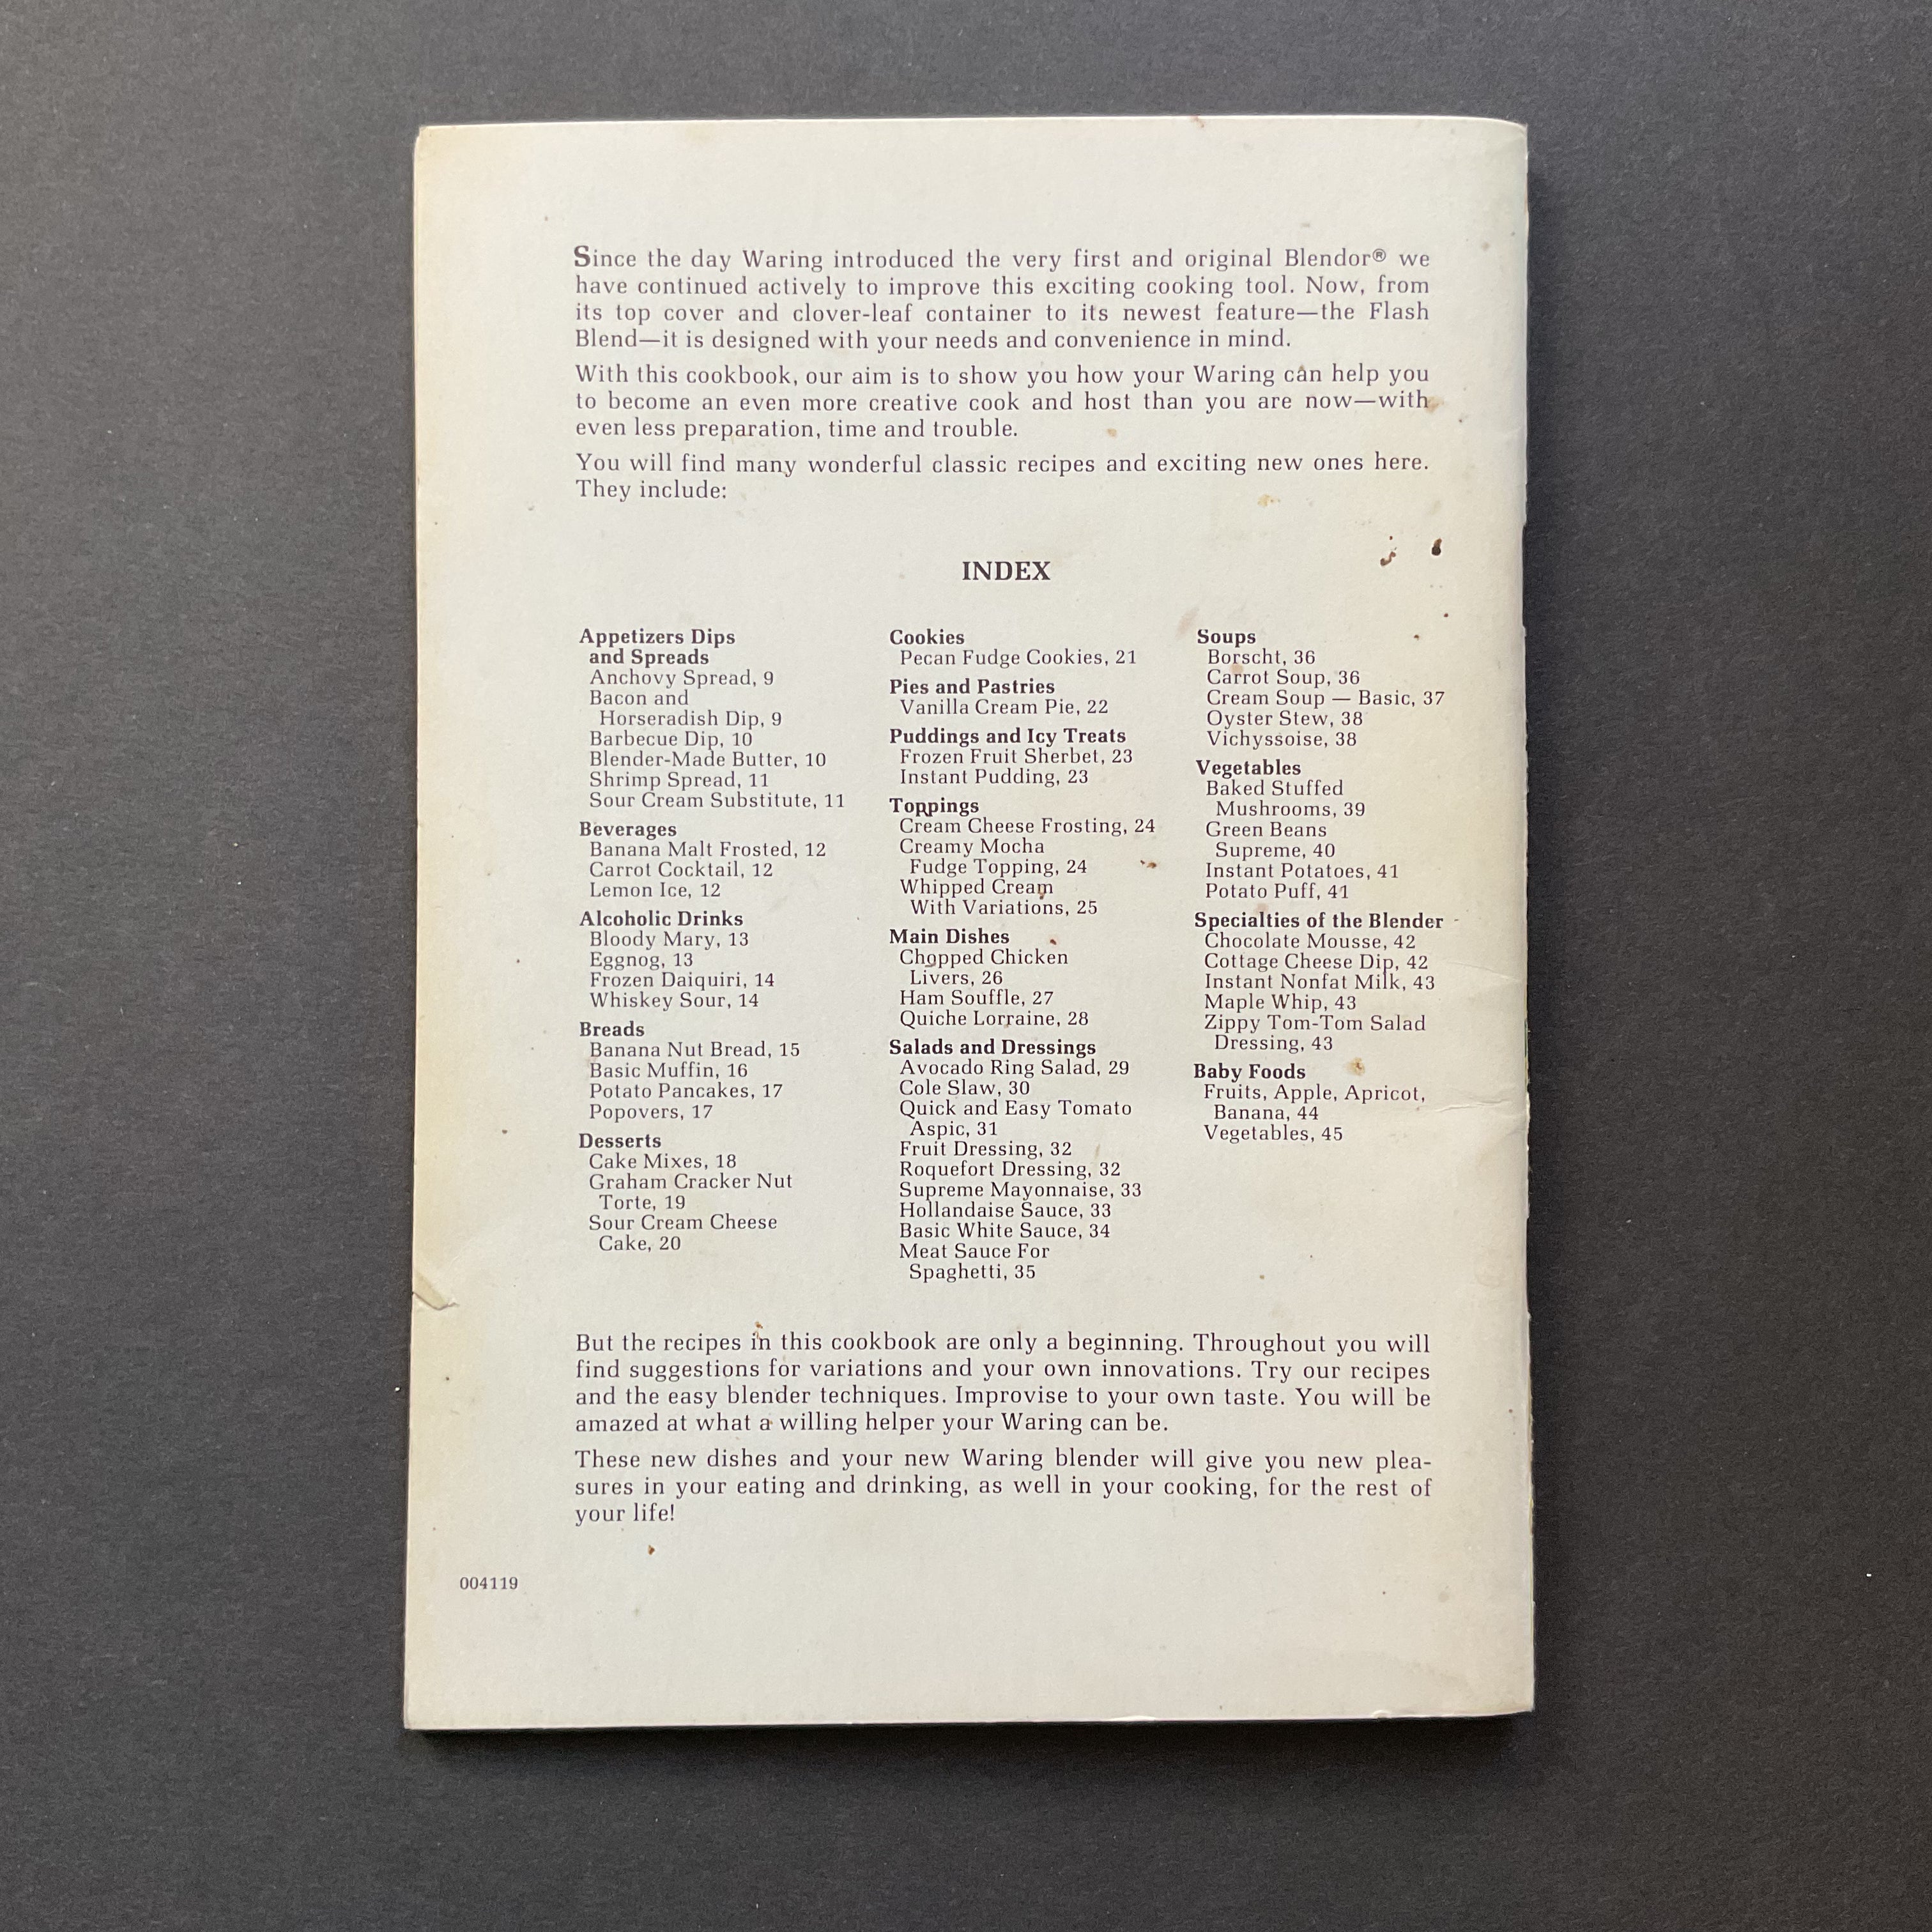 Since the day Waring introduced the very first and original Blendor® we
have continued actively to improve this exciting cooking tool. Now, from
its top cover and clover-leaf container to its newest feature—the Flash
Blend—it is designed with your needs and convenience in mind.
With this cookbook, our aim is to show you how your Waring can help you
to become an even more creative cook and host than you are now—with
even less preparation, time and trouble.
You will find many wonderful classic recipes and exciting new ones here.
They include:
INDEX
Appetizers Dips
and Spreads
Anchovy Spread, 9
Bacon and
Horseradish Dip, 9
Barbecue Dip, 10
Blender-Made Butter, 10
Shrimp Spread, 11
Sour Cream Substitute, 11
Beverages
Banana Malt Frosted, 12
Carrot Cocktail, 12
Lemon Ice, 12
Alcoholic Drinks
Bloody Mary, 13
Eggnog, 13
Frozen Daiquiri, 14
Whiskey Sour, 14
Breads
Banana Nut Bread, 15
Basic Muffin, 16
Potato Pancakes, 17
Popovers, 17
Desserts
Cake Mixes, 18
Graham Cracker Nut
Torte, 19
Sour Cream Cheese
Cake, 20
Cookies
Pecan Fudge Cookies, 21
Pies and Pastries
Vanilla Cream Pie, 22
Puddings and Icy Treats
Frozen Fruit Sherbet, 23
Instant Pudding, 23
Toppings
Cream Cheese Frosting, 24
Creamy Mocha
Fudge Topping, 24
Whipped Cream
With Variations, 25
Main Dishes
Chopped Chicken
Livers, 26
Ham Souffle, 27
Quiche Lorraine, 28
Salads and Dressings
Avocado Ring Salad, 29
Cole Slaw, 30
Quick and Easy Tomato
Aspic, 31
Fruit Dressing, 32
Roquefort Dressing, 32
Supreme Mayonnaise, 33
Hollandaise Sauce, 33
Basic White Sauce, 34
Meat Sauce For
Spaghetti, 35
Soups
Borscht, 36
Carrot Soup, 36
Cream Soup — Basic, 37
Oyster Stew, 38
Vichyssoise, 38
Vegetables
Baked Stuffed
Mushrooms, 39
Green Beans
Supreme, 40
Instant Potatoes, 41
Potato Puff, 41
Specialties of the Blender
Chocolate Mousse, 42
Cottage Cheese Dip, 42
Instant Nonfat Milk, 43
Maple Whip, 43
Zippy Tom-Tom Salad
Dressing, 43
Baby Foods
Fruits, Apple, Apricot,
Banana, 44
Vegetables, 45
But the recipes in this cookbook are only a beginning. Throughout you will
find suggestions for variations and your own innovations. Try our recipes
and the easy blender techniques. Improvise to your own taste. You will be
amazed at what a willing helper your Waring can be.
These new dishes and your new Waring blender will give you new plea-
sures in your eating and drinking, as well in your cooking, for the rest of
your life!
004119